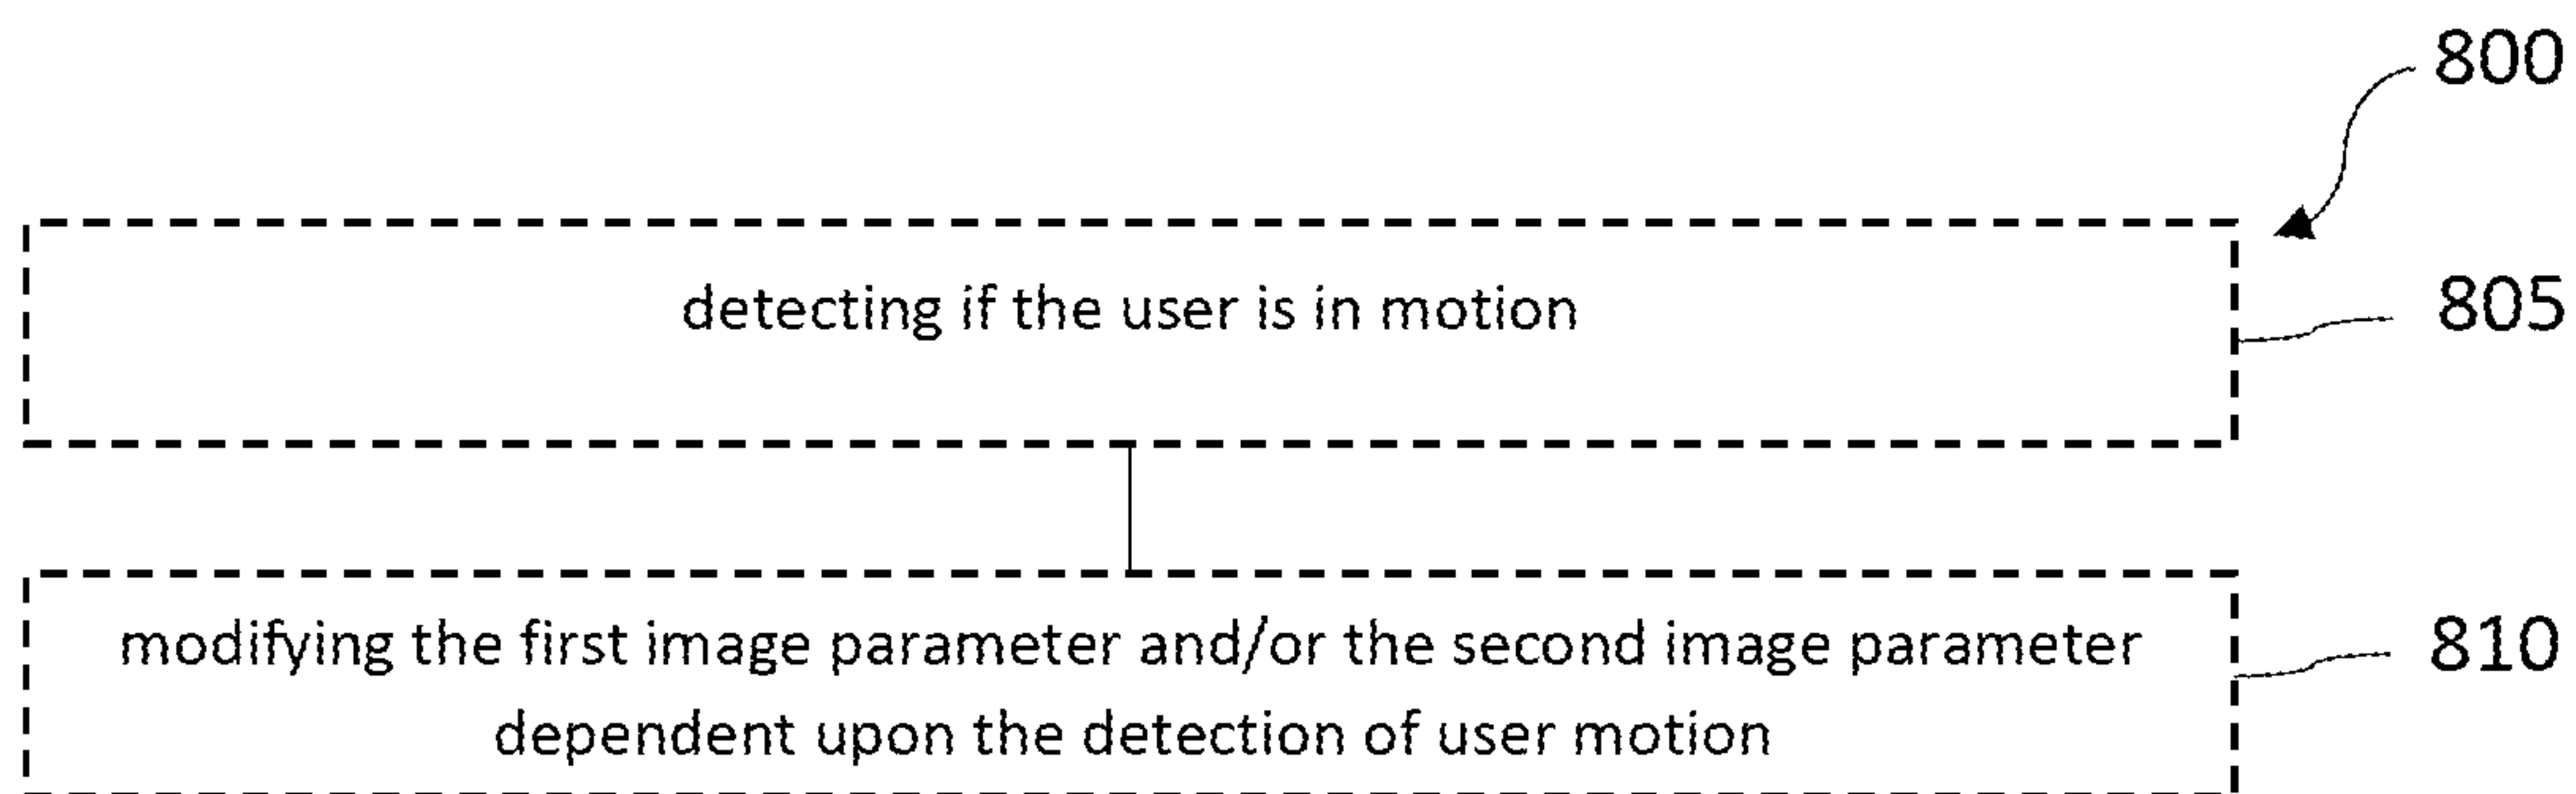 800
detecting if the user is in motion
805
modifying the first image parameter and/or the second image parameter
810
dependent upon the detection of user motion